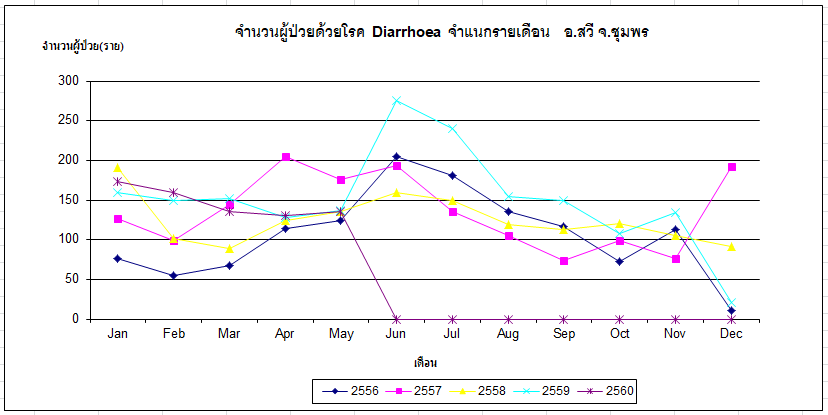 จำนวนผู้ป่วยด้วยโรค Diarrhoea จำแนกรายเดือน อ.สวี จ.ชุมพร
จำนวนผู้ป่วย(ราย)
300
250
200
150
100
50
0
Jan Feb Mar Apr May Jun Jul Aug Sep Oct Nov Dec
เดือน
2556 2557 2558 2559 2560